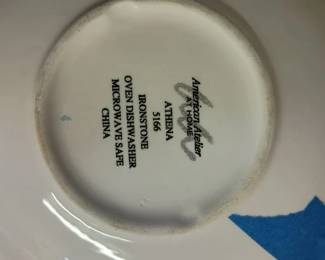 American Atelier
AT HOME
ATHENA
5166
IRONSTONE
OVEN DISHWASHER
MICROWAVE SAFE
CHINA